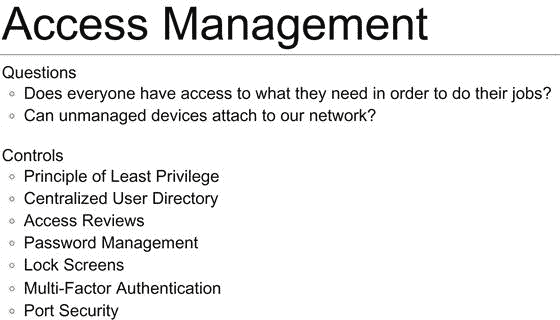 Access Management
Questions
◦ Does everyone have access to what they need in order to do their jobs?
◦ Can unmanaged devices attach to our network?
Controls
◦ Principle of Least Privilege
◦ Centralized User Directory
◦ Access Reviews
◦ Password Management
◦ Lock Screens
◦ Multi-Factor Authentication
◦ Port Security